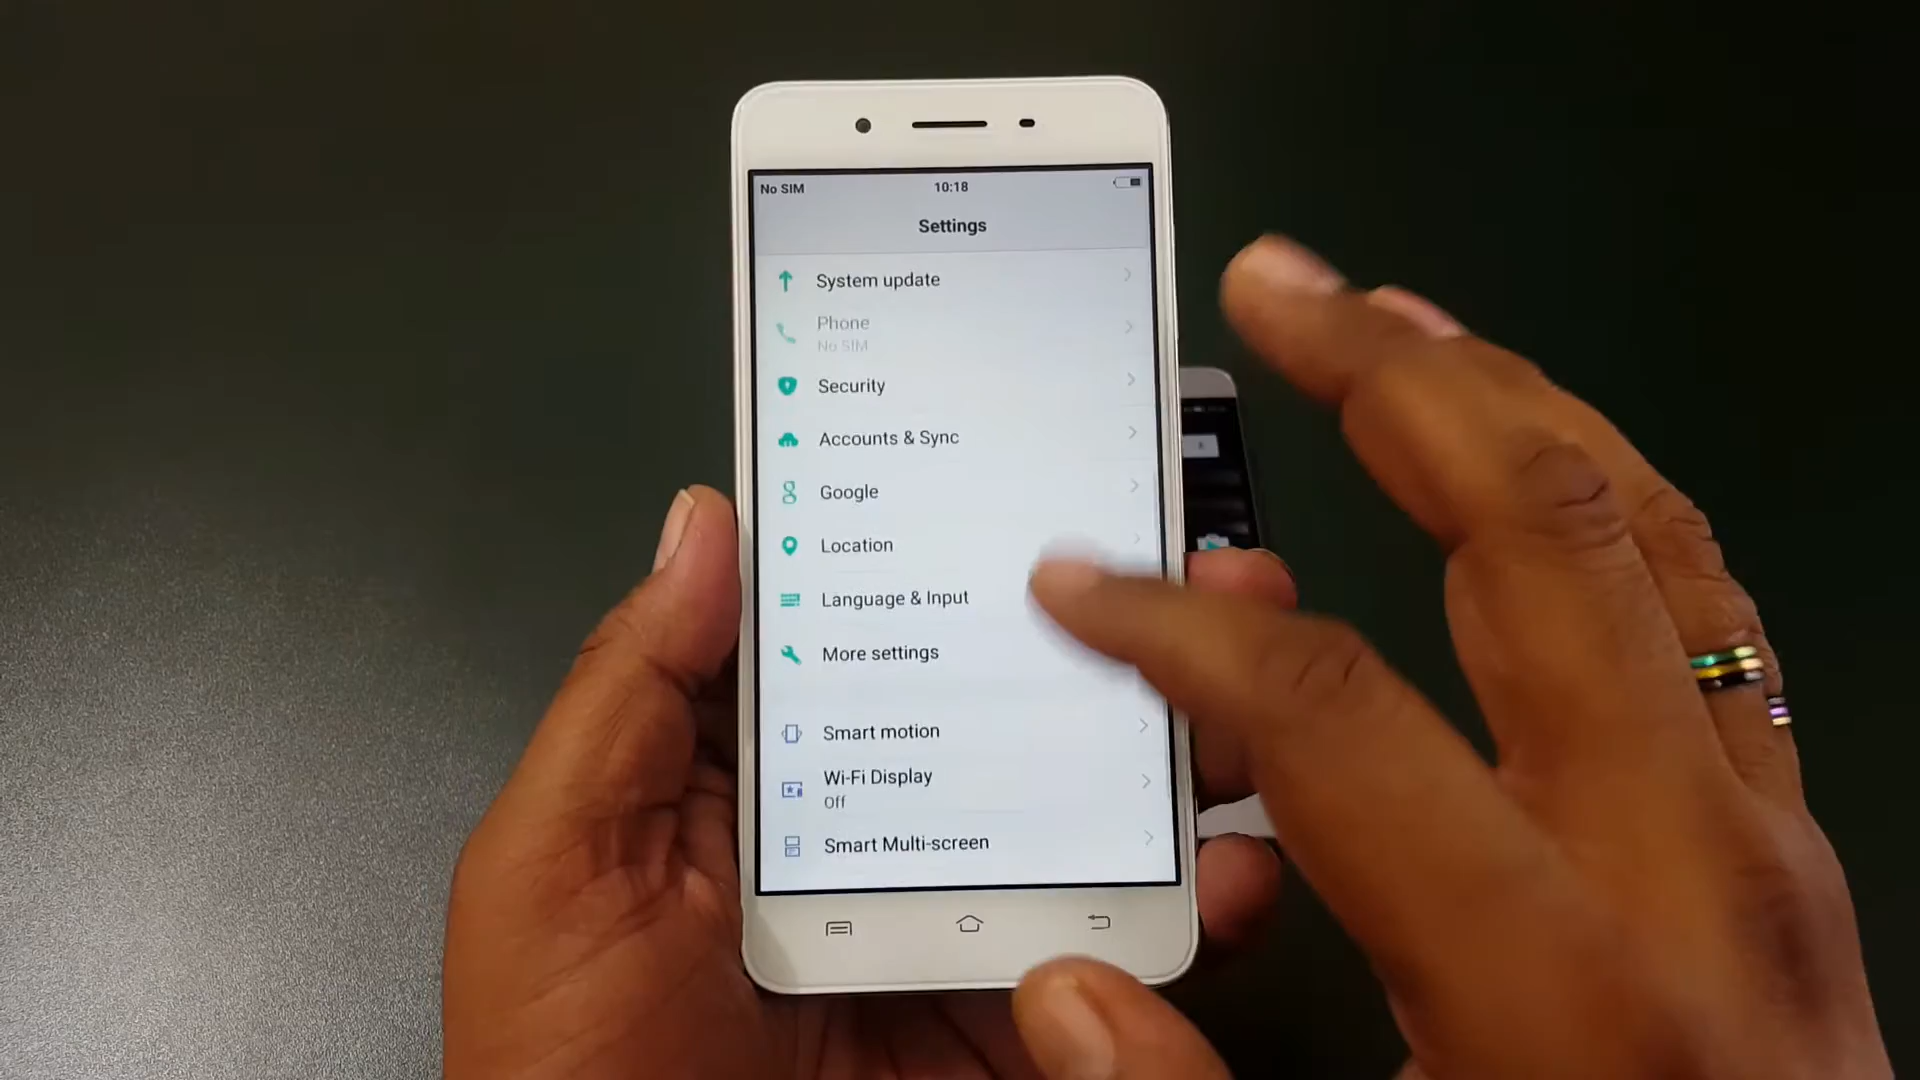 No SIM
10:18
Settings
System update
Phone
No SIM
Security
Accounts & Sync
Google
Location
Language & Input
More settings
Smart motion
Wi-Fi Display
Off
Smart Multi-screen